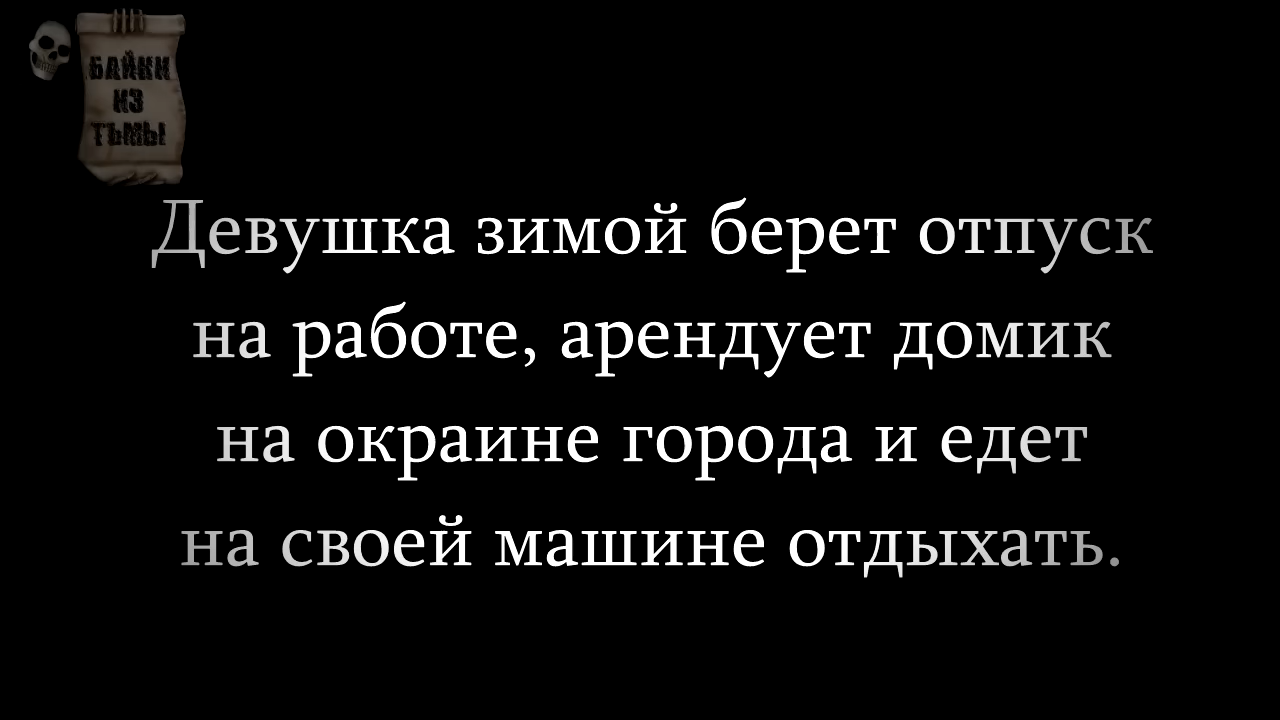 БАЙКИ
ИЗ
ТЬМЫ
Девушка зимой берет отпуск
на работе, арендует домик
на окраине города и едет
на своей машине отдыхать.